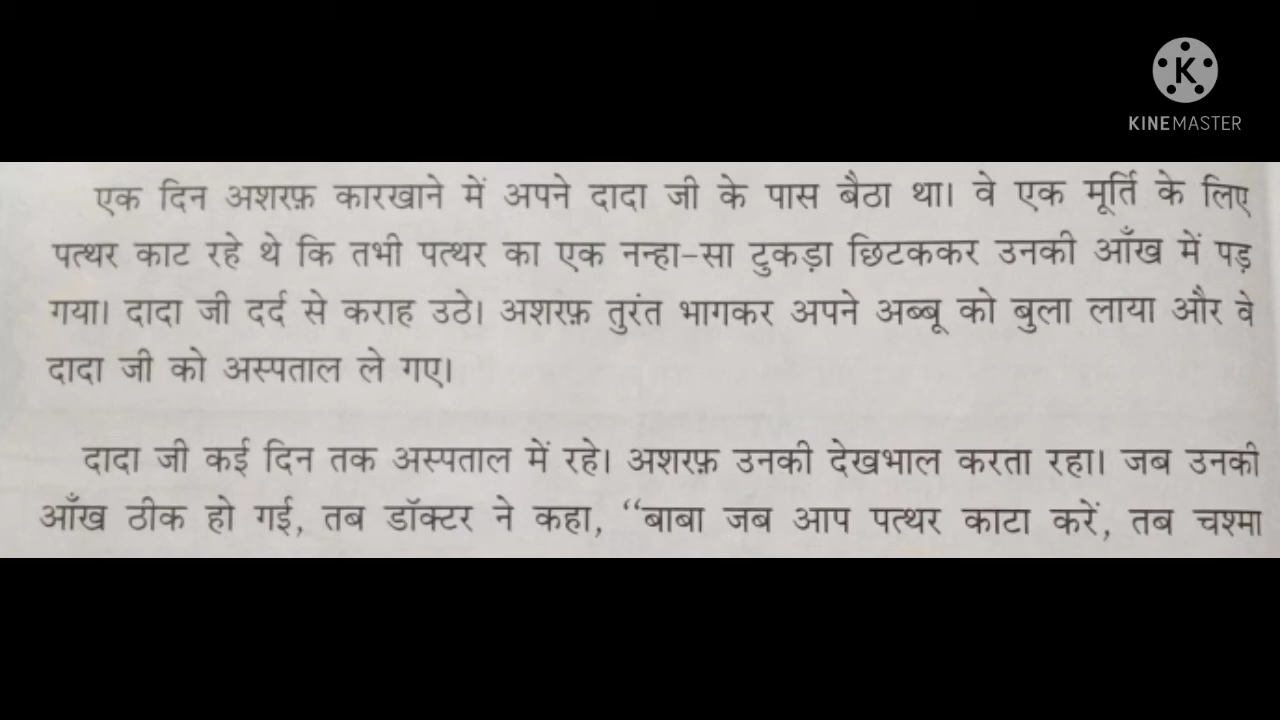 KINEMASTER
एक दिन अशरफ़ कारखाने में अपने दादा जी के पास बैठा था। वे एक मूर्ति के लिए
पत्थर काट रहे थे कि तभी पत्थर का एक नन्हा-सा टुकड़ा छिटककर उनकी आँख में पड़
गया। दादा जी दर्द से कराह उठे। अशरफ़ तुरंत भागकर अपने अब्बू को बुला लाया और वे
दादा जी को अस्पताल ले गए।
दादा जी कई दिन तक अस्पताल में रहे। अशरफ़ उनकी देखभाल करता रहा। जब उनकी
आँख ठीक हो गई, तब डॉक्टर ने कहा, “बाबा जब आप पत्थर काटा करें, तब चश्मा